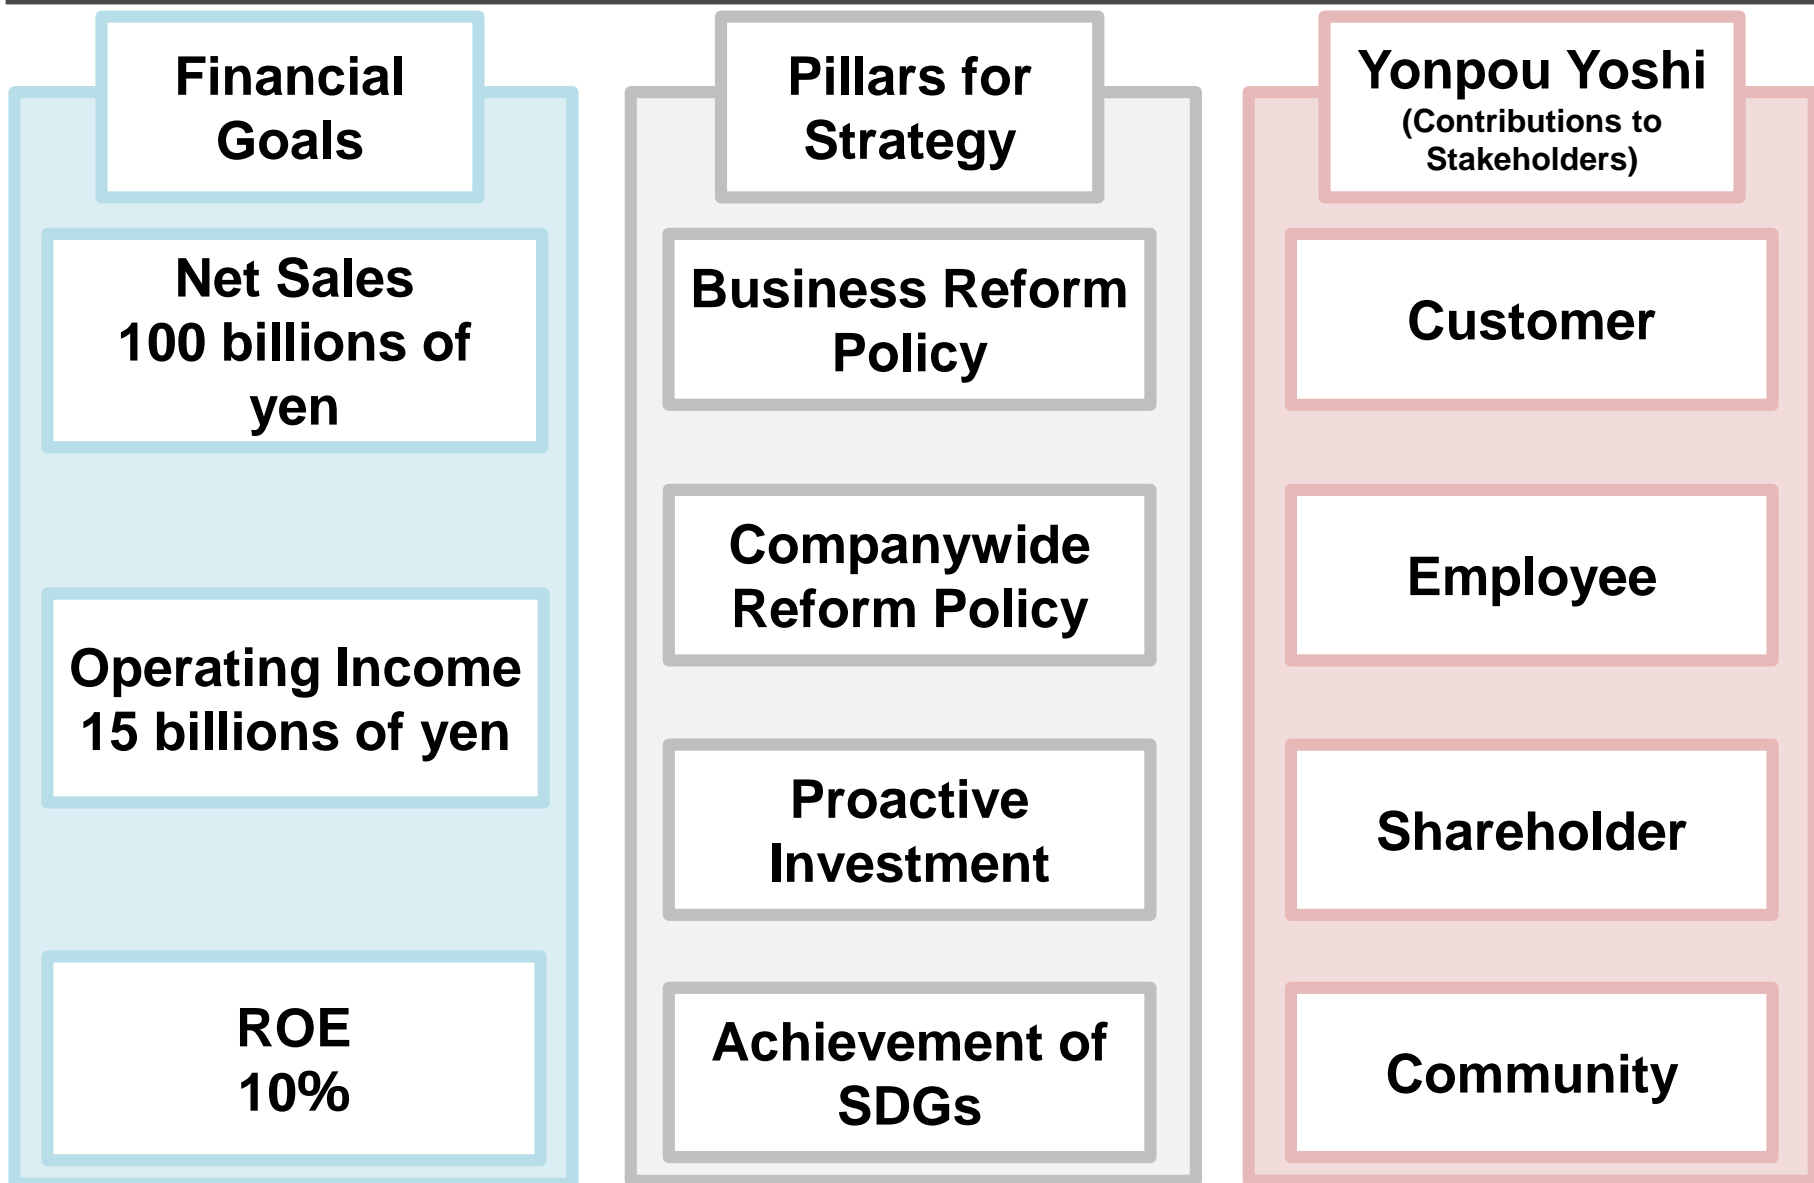 Financial
Goals
Net Sales
100 billions of
yen
Operating Income
15 billions of yen
ROE
10%
Pillars for
Strategy
Business Reform
Policy
Companywide
Reform Policy
Proactive
Investment
Achievement of
SDGs
Yonpou Yoshi
(Contributions to
Stakeholders)
Customer
Employee
Shareholder
Community